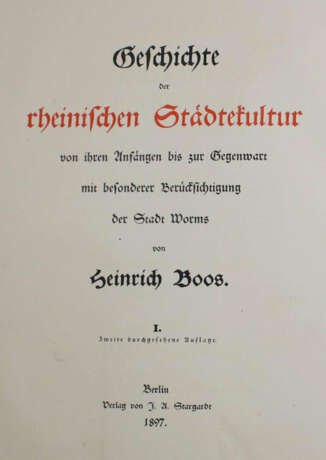 Geschichte
der
rheinischen Städtekultur
von ihren Anfängen bis zur Gegenwart
mit besonderer Berücksichtigung
der Stadt Worms
von
Heinrich Boos.
I.
Zweite durchgesehene Auflage.
Berlin
Verlag von J. A. Stargardt
1897.